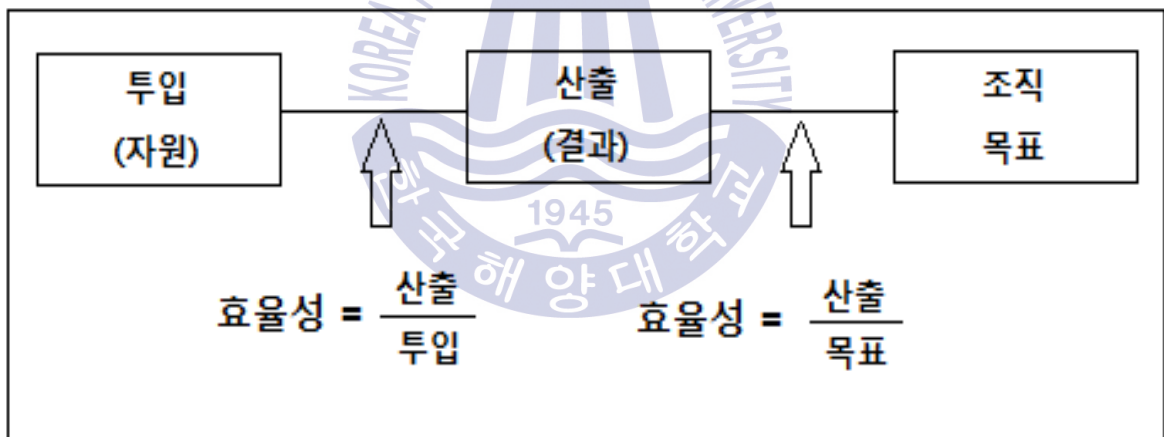 KOREA
ERSITY
투입
(자원)
산출
(결과)
조직
목표
1945
한국해양대학교
효율성 = 산출
투입
효율성 = 산출
목표